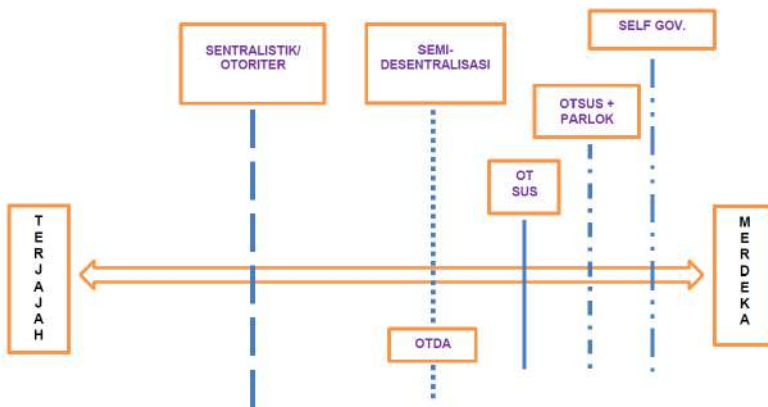 SELF GOV.
SENTRALISTIK/
OTORITER
SEMI-
DESENTRALISASI
OTSUS +
PARLOK
OT
SUS
T
E
R
J
A
J
A
H
M
E
R
D
E
K
A
OTDA